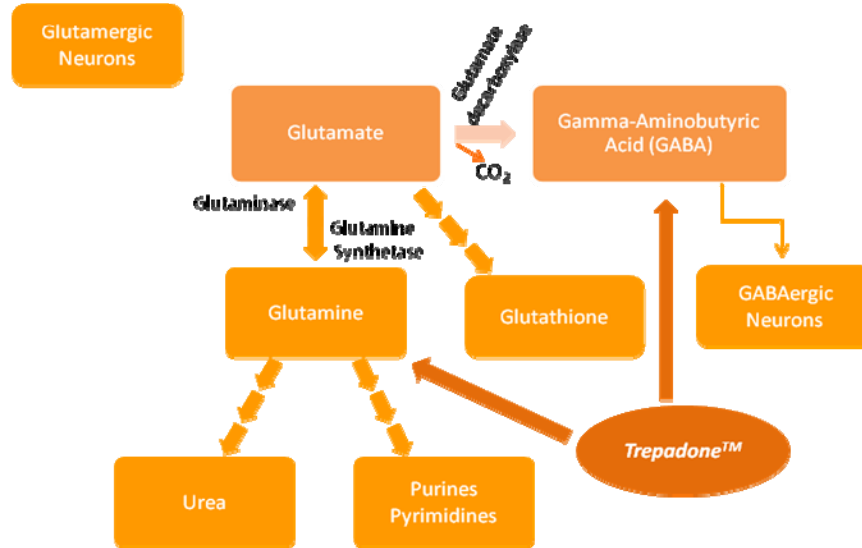 Glutamergic
Neurons
Glutamate
decarboxylase
Glutamate
Gamma-Aminobutyric
Acid (GABA)
CO₂
Glutaminase
Glutamine
Synthetase
Glutamine
Glutathione
GABAergic
Neurons
Trepadone™
Urea
Purines
Pyrimidines